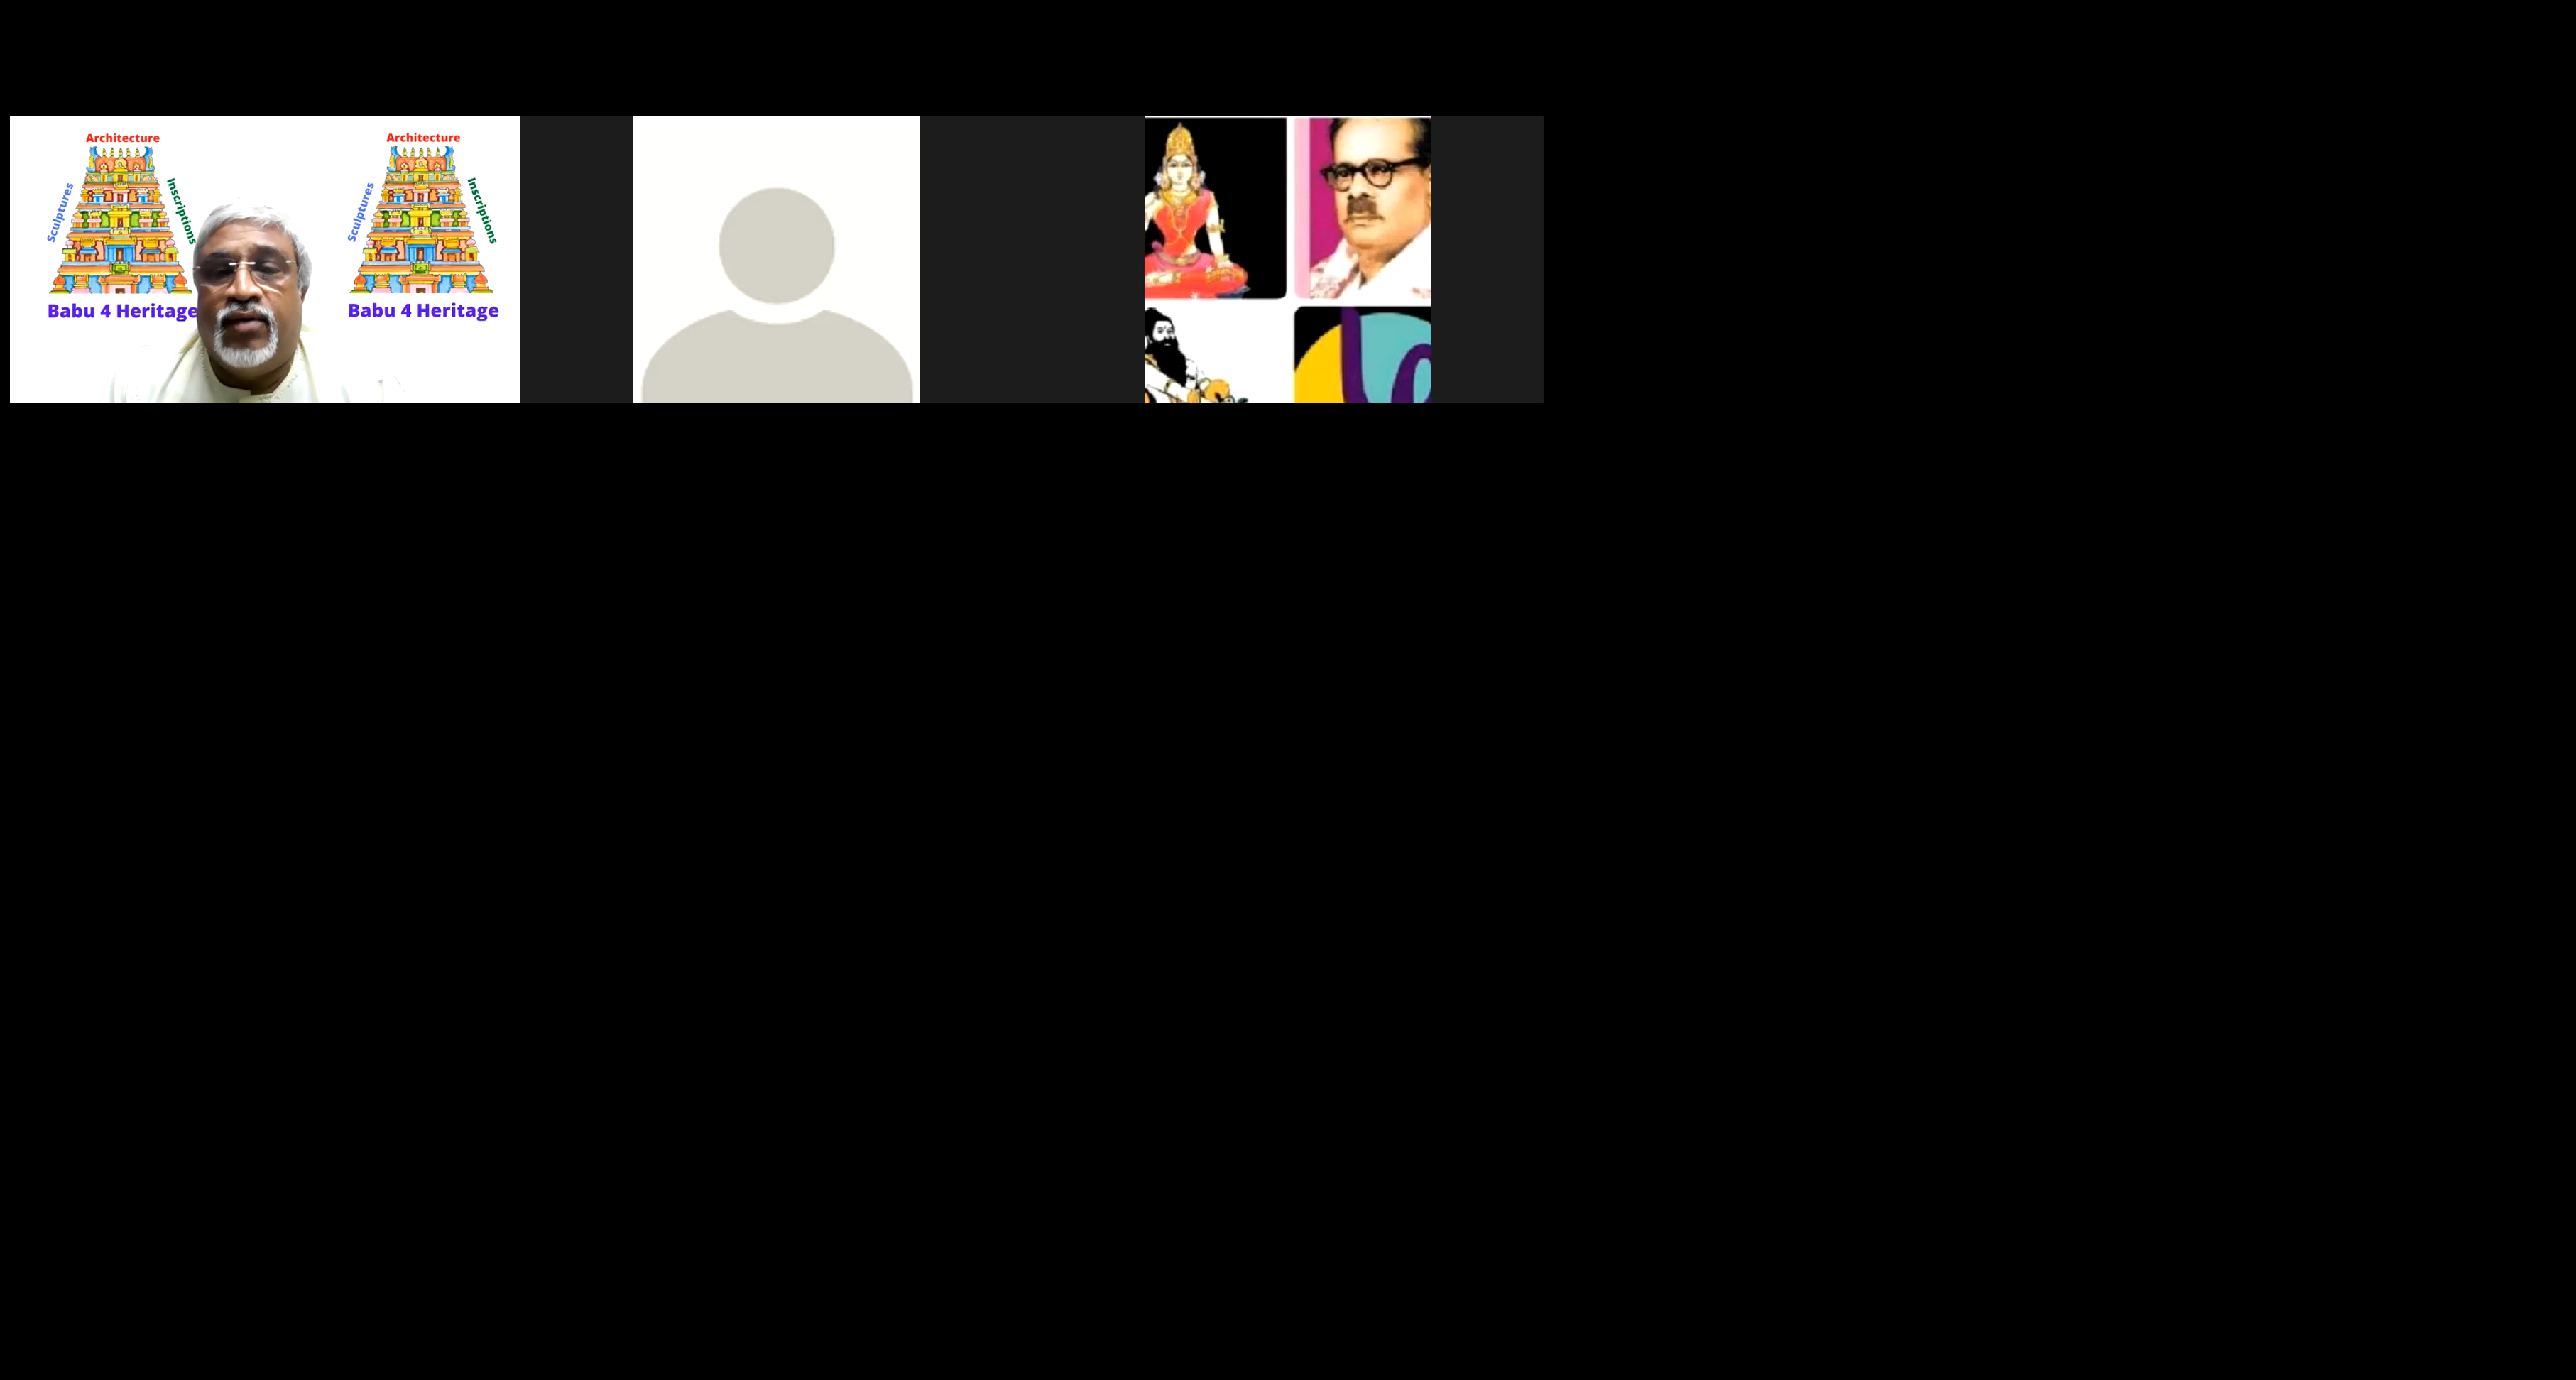 Architecture
Sculptures
Inscriptions
Babu 4 Heritage
Architecture
Sculptures
Inscriptions
Babu 4 Heritage